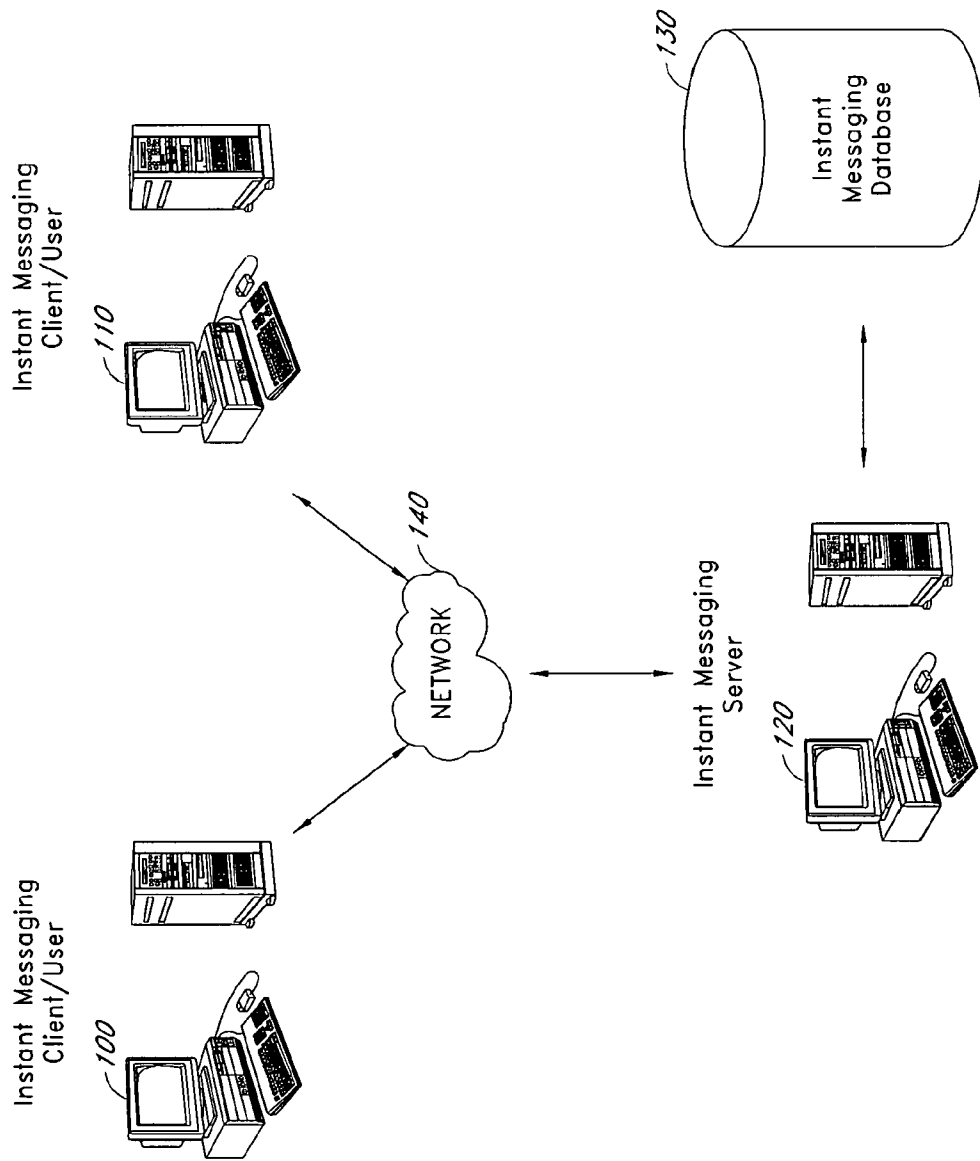 Instant Messaging
Client/User
100
Instant Messaging
Client/User
110
NETWORK
140
Instant Messaging
Server
120
Instant
Messaging
Database
130